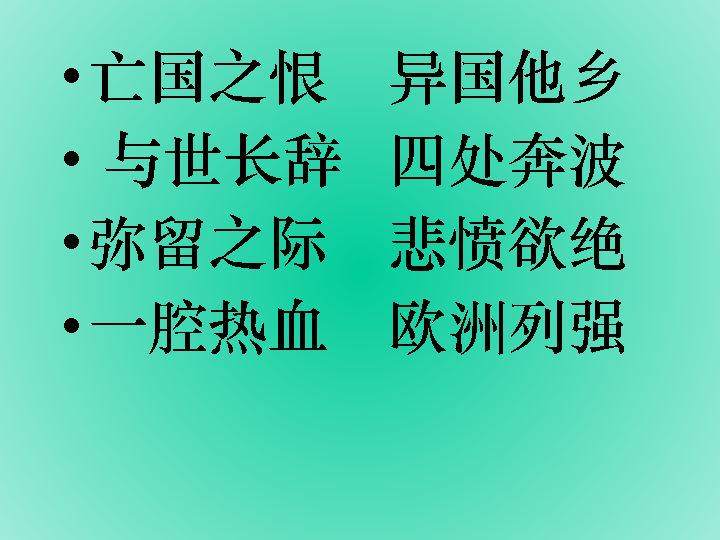 •亡国之恨 异国他乡
• 与世长辞 四处奔波
•弥留之际 悲愤欲绝
•一腔热血 欧洲列强